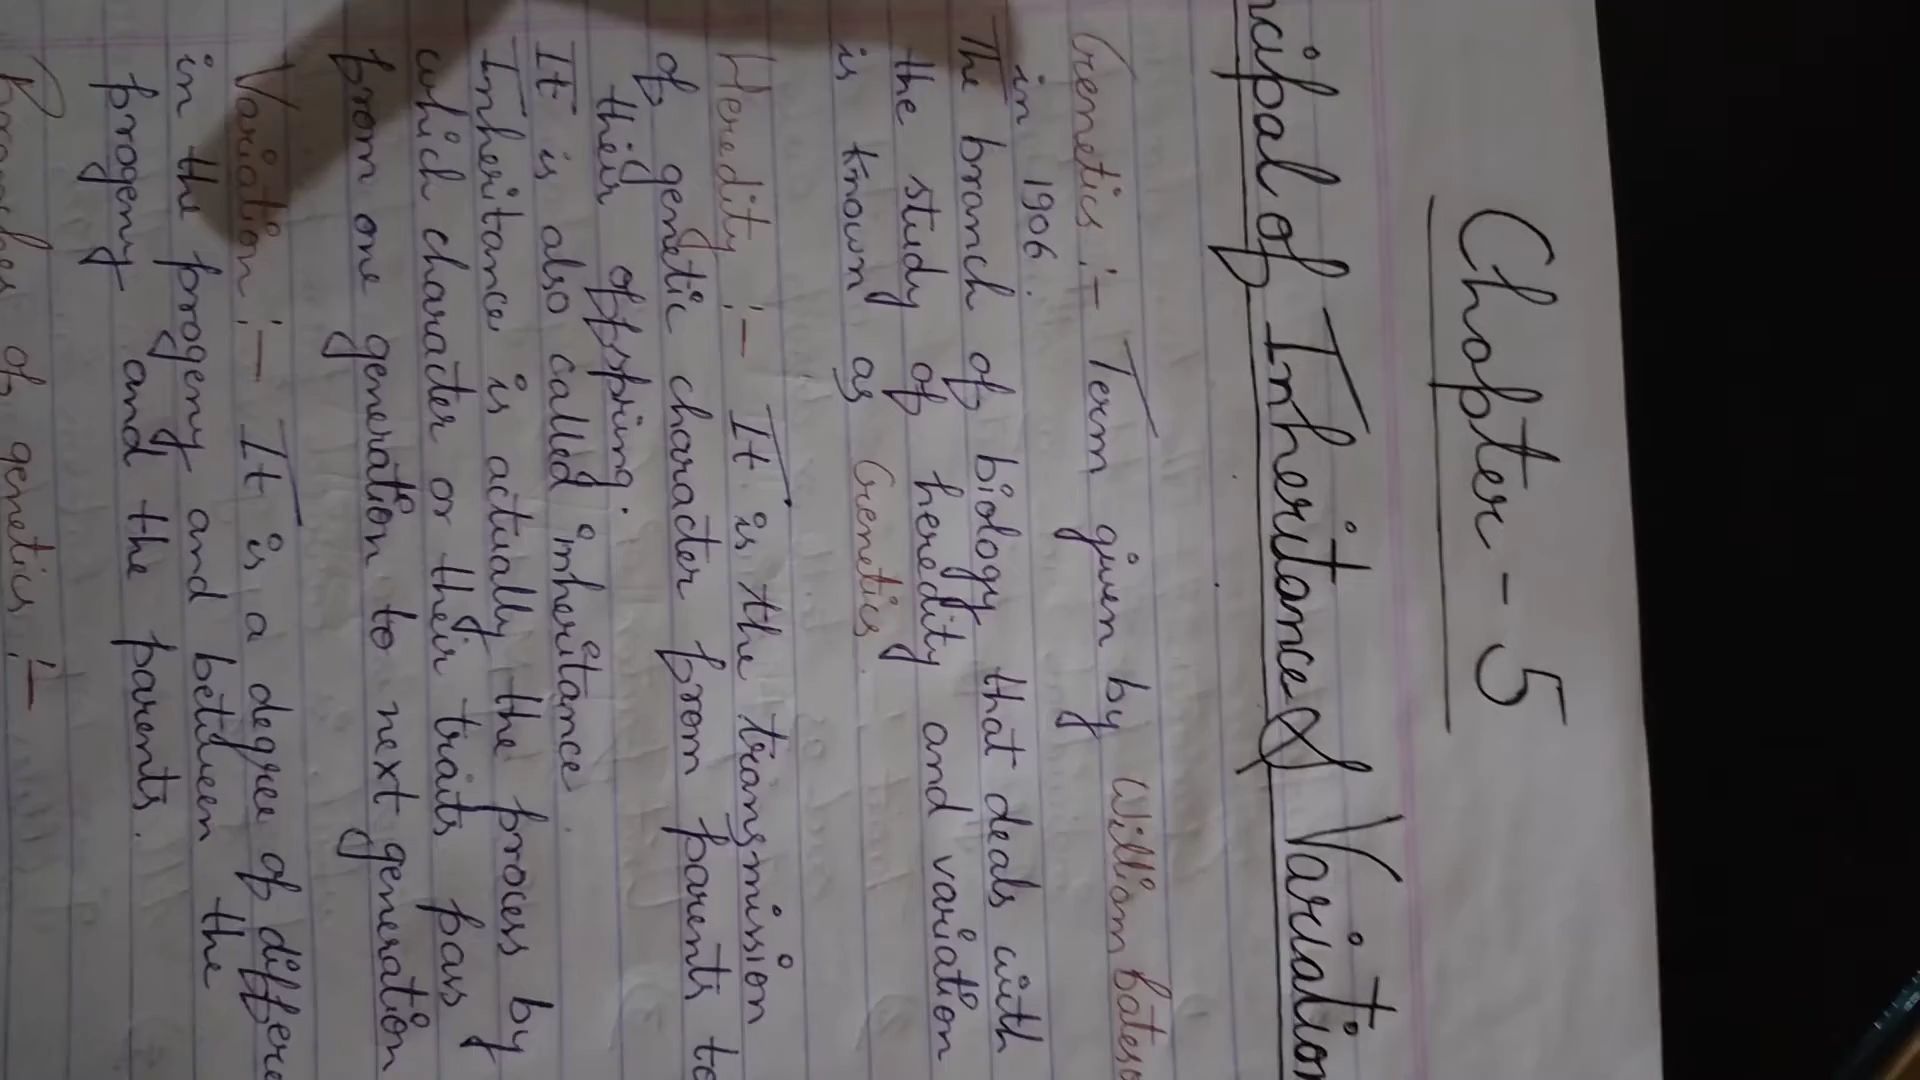 Chapter - 5
ncipal of Inheritance & Variation
Genetics :- Term given by William bateso
in 1906.
The branch of biology that deals with
the study of heredity and variation
is known as Genetics.
Heredity :- It is the transmission
of genetic character from parents to
their offspring.
It is also called inheritance
Inheritance is actually the process by
which character or their traits pass
from one generation to next generation
Variation :- It is a degree of differe
in the progeny and between the
progeny and the parents.
of genetics :-